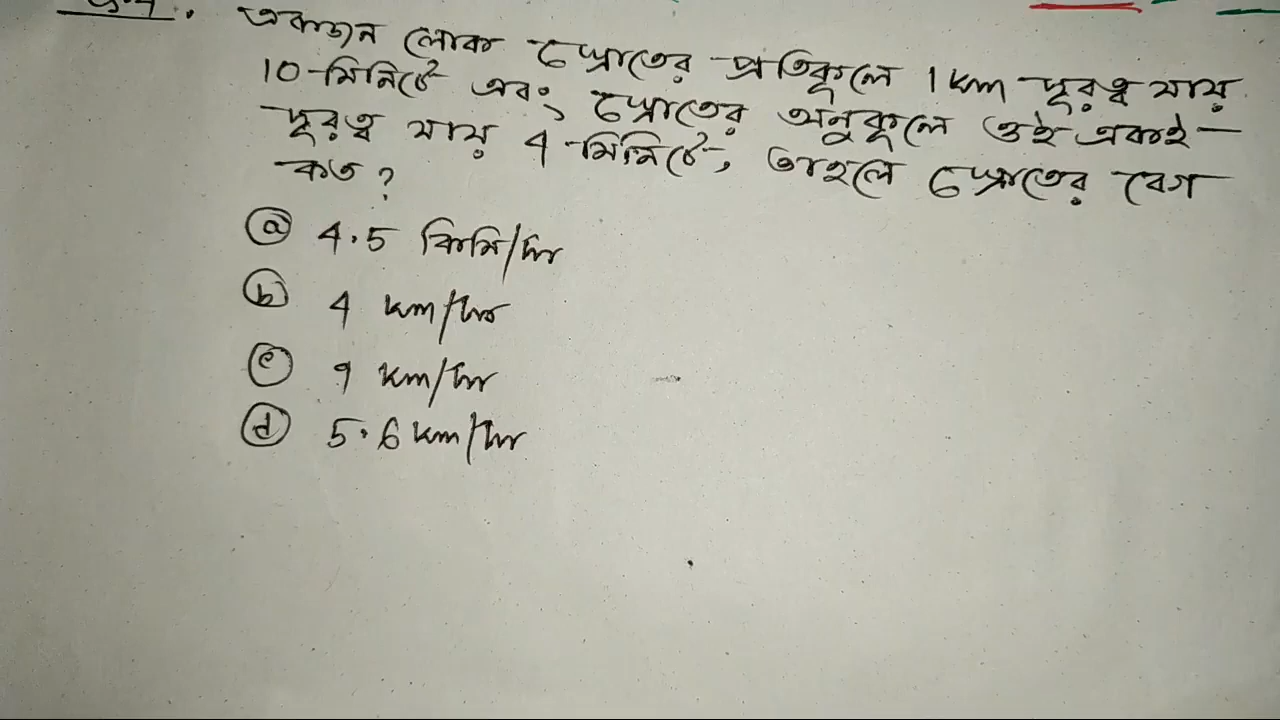 একজন লোক স্রোতের প্রতিকূলে 1 km দূরত্ব যায়
10 মিনিটে এবং স্রোতের অনুকূলে ওই একই
দূরত্ব যায় 4 মিনিটে, তাহলে স্রোতের বেগ
কত ?
(a) 4.5 কিমি/hr
(b) 4 km/hr
(c) 9 km/hr
(d) 5.6 km/hr